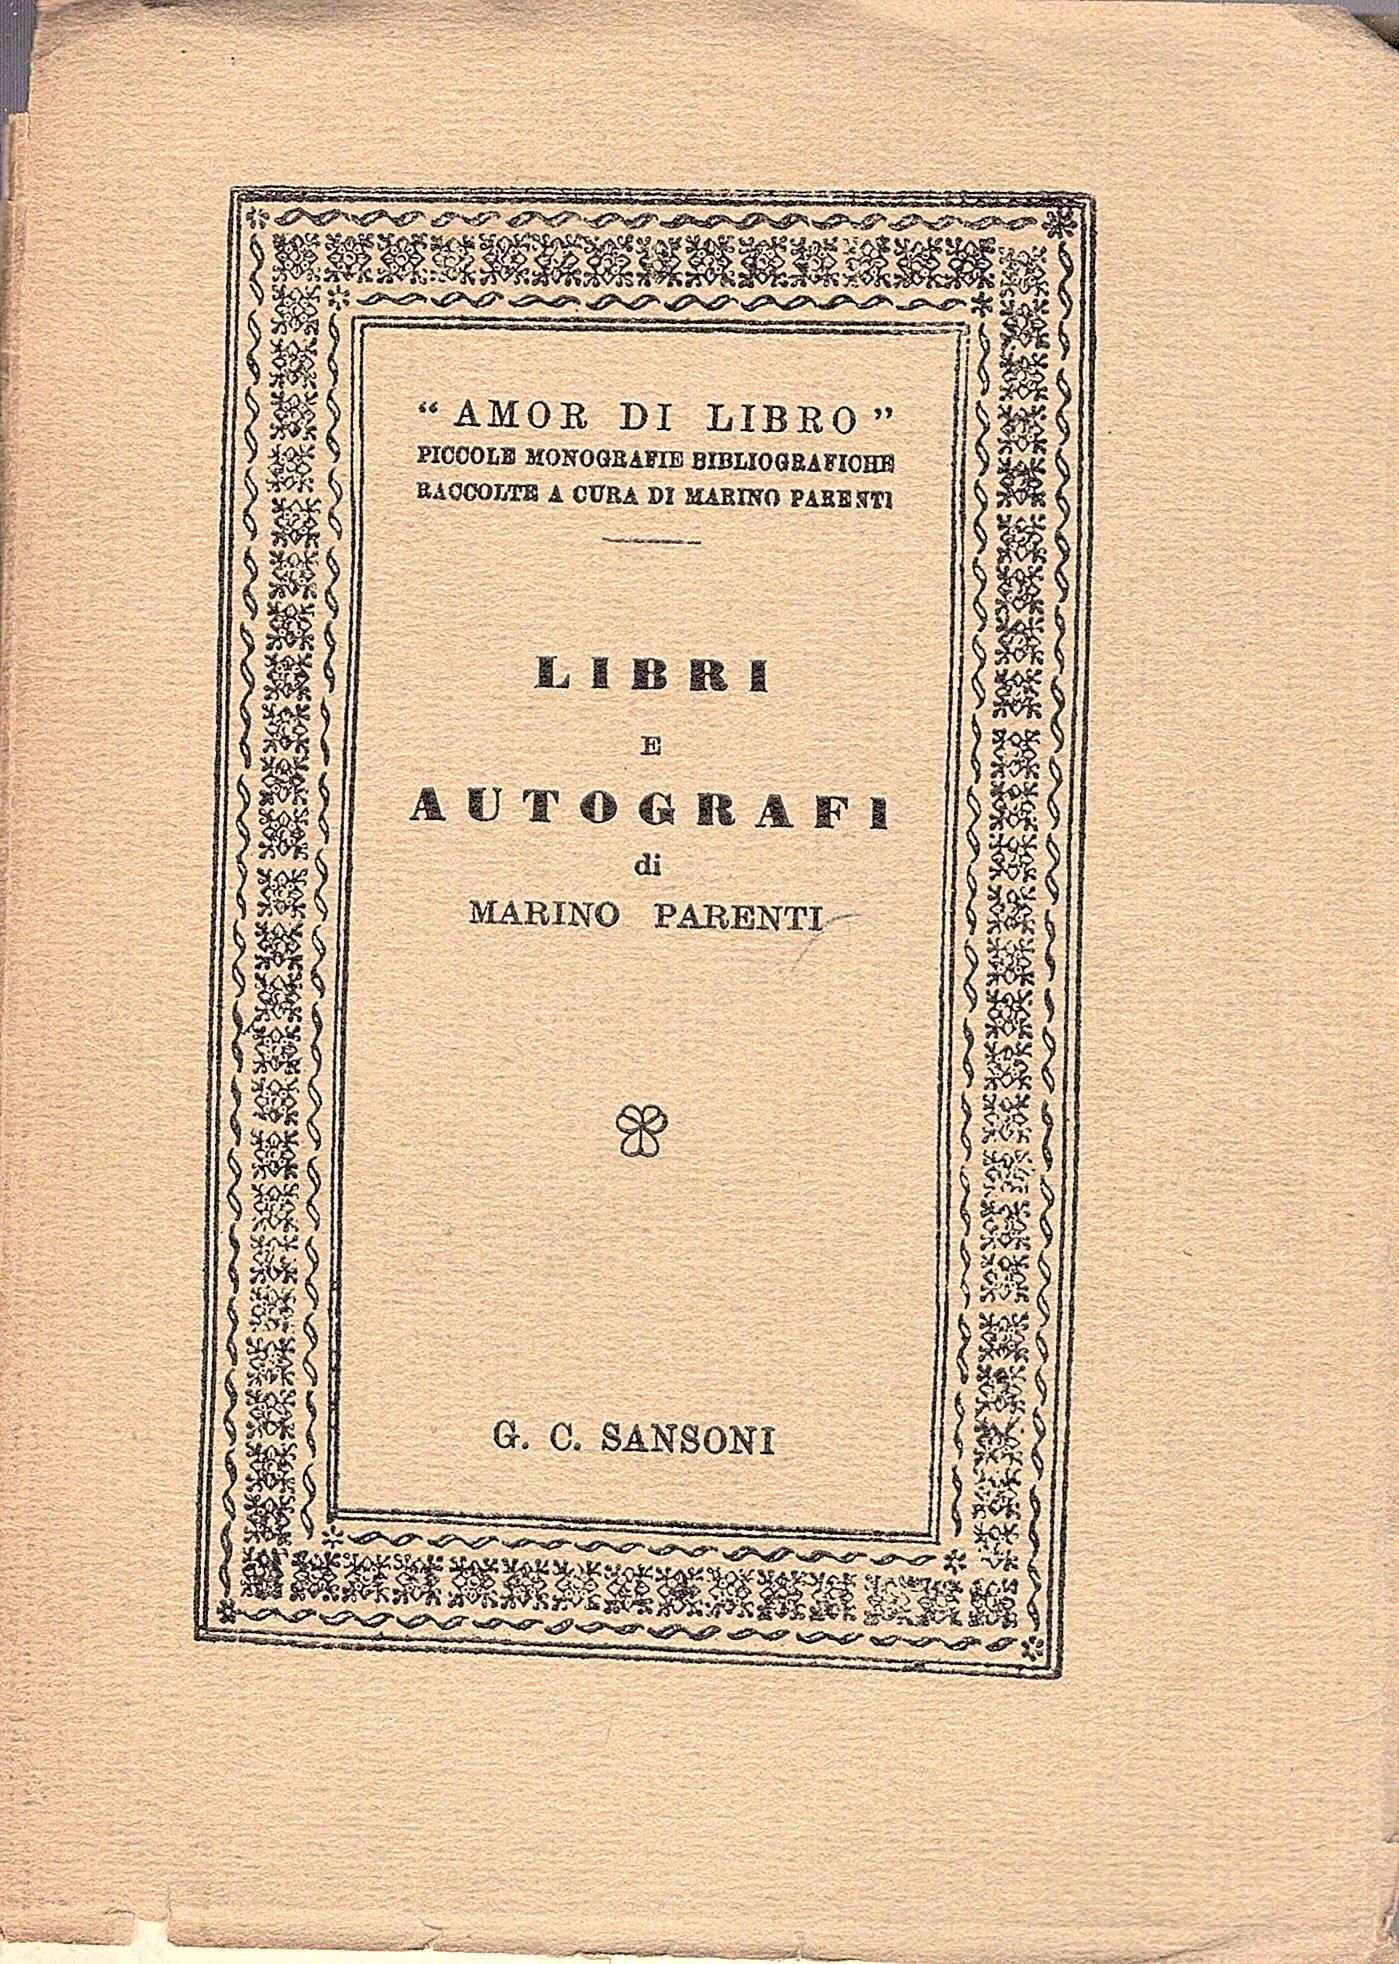 “ AMOR DI LIBRO ”
PICCOLE MONOGRAFIE BIBLIOGRAFICHE
RACCOLTE A CURA DI MARINO PARENTI
LIBRI
E
AUTOGRAFI
di
MARINO PARENTI
G. C. SANSONI